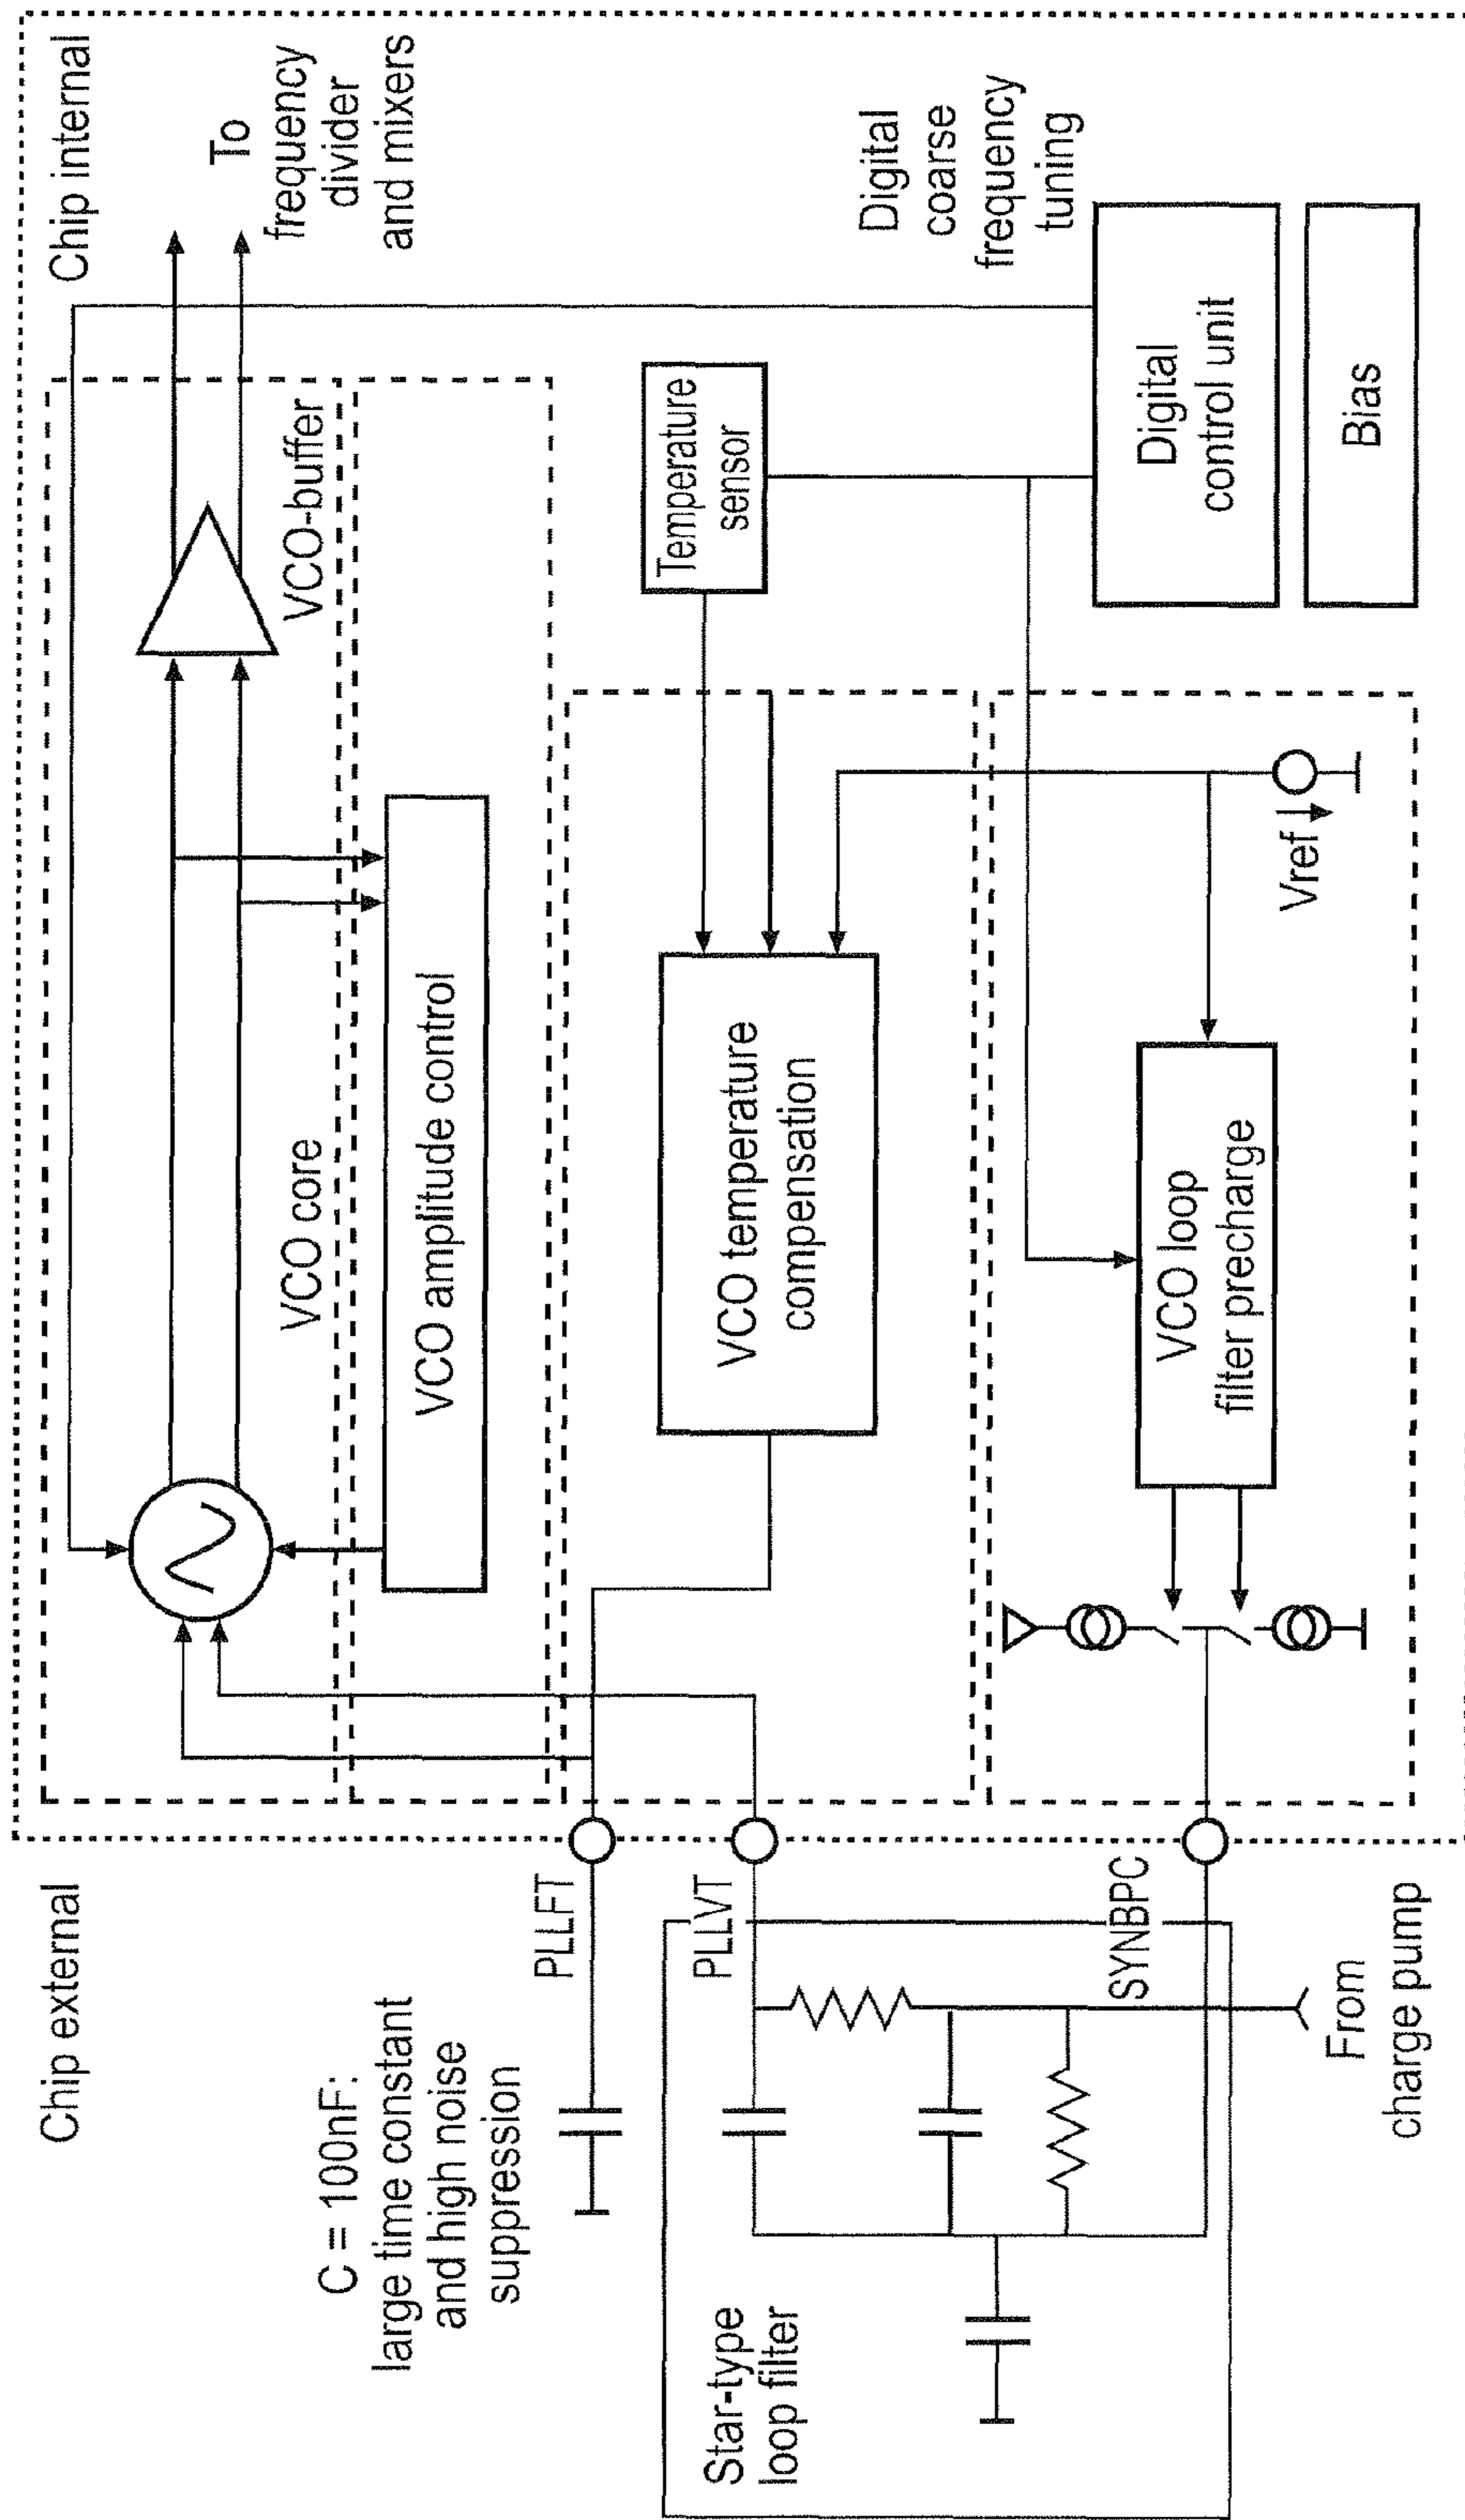 Chip external
Chip internal
C = 100nF:
large time constant
and high noise
suppression
To
frequency
divider
and mixers
VCO core
VCO-buffer
VCO amplitude control
PLLFT
Star-type
loop filter
PLLVT
VCO temperature
compensation
Temperature
sensor
Digital
coarse
frequency
tuning
SYNBPC
VCO loop
filter precharge
Digital
control unit
Vref
From
charge pump
Bias